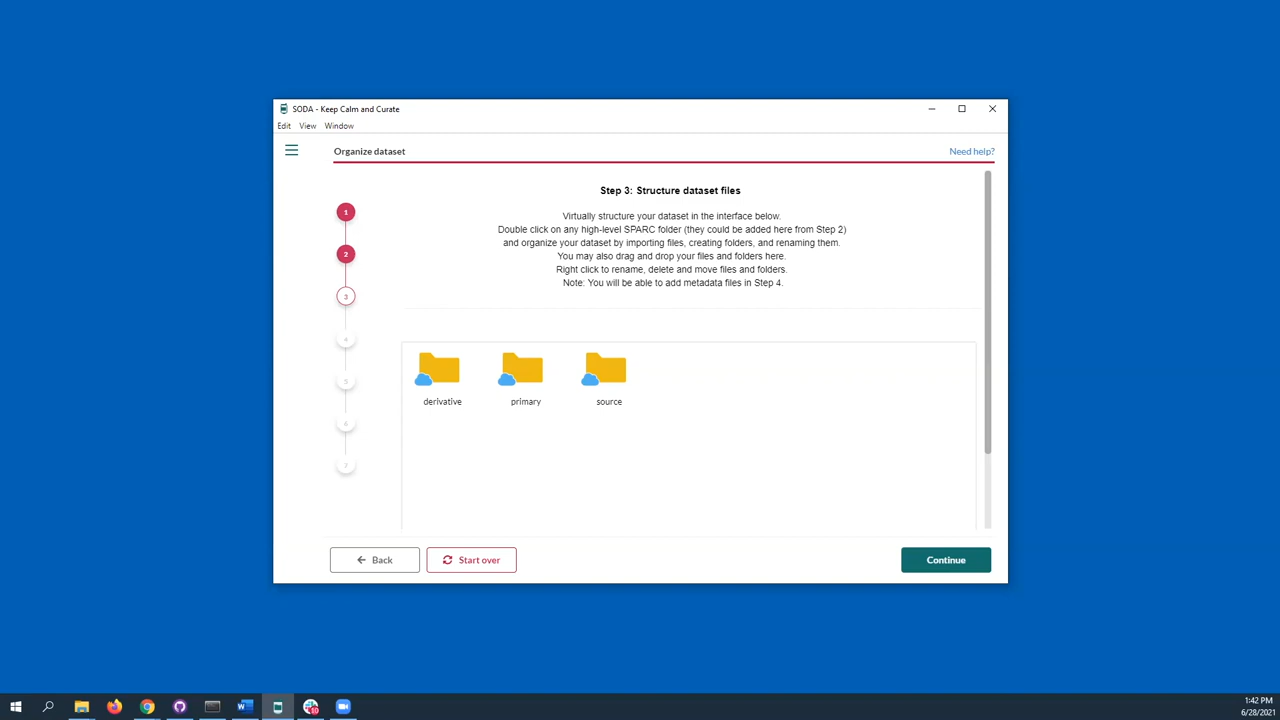 SODA - Keep Calm and Curate
Edit View Window
Organize dataset
Need help?
Step 3: Structure dataset files
1
Virtually structure your dataset in the interface below.
Double click on any high-level SPARC folder (they could be added here from Step 2)
and organize your dataset by importing files, creating folders, and renaming them.
2
You may also drag and drop your files and folders here.
Right click to rename, delete and move files and folders.
Note: You will be able to add metadata files in Step 4.
3
4
5
6
7
derivative
primary
source
Back
Start over
Continue
10
1:42 PM
6/28/2021